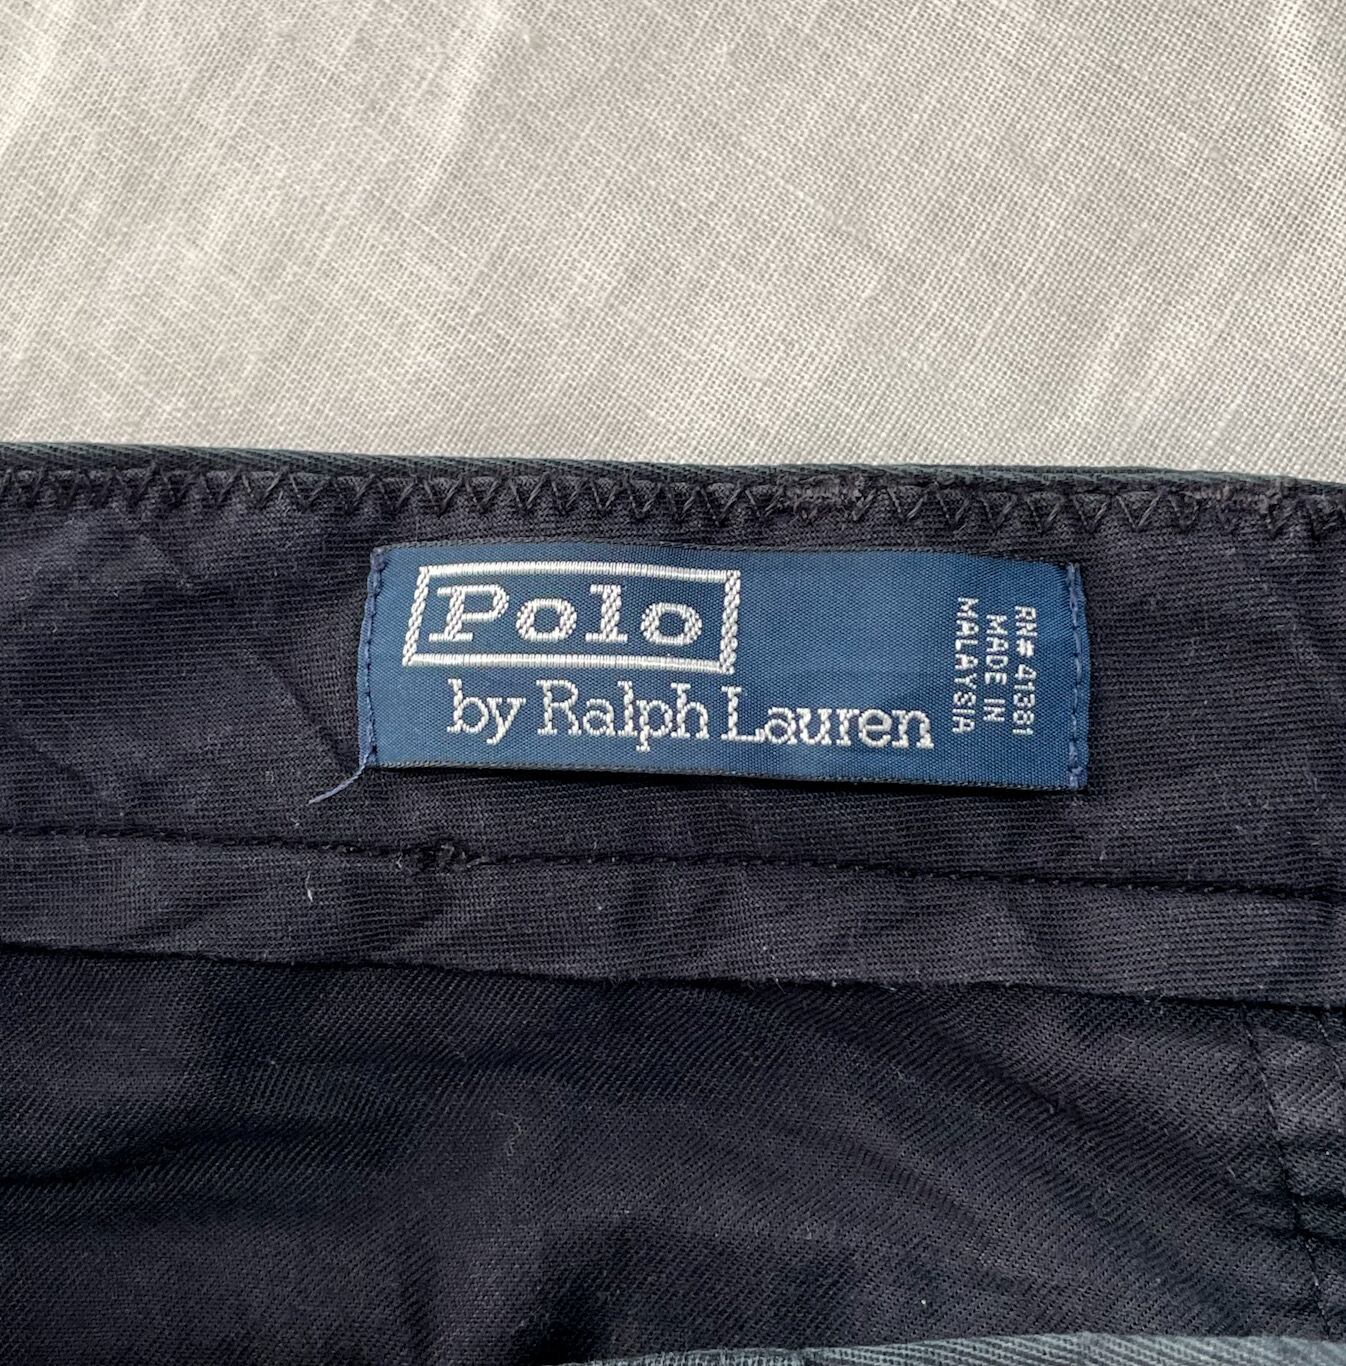 Polo
by Ralph Lauren
RN# 41381
MADE IN
MALAYSIA